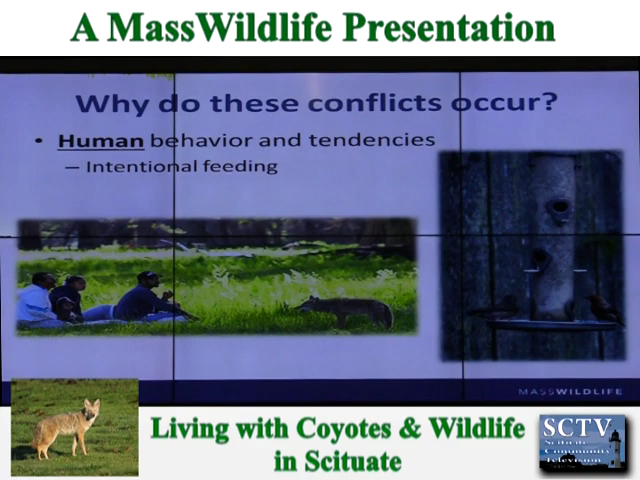 A MassWildlife Presentation
Why do these conflicts occur?
• Human behavior and tendencies
– Intentional feeding
MASSWILDLIFE
Living with Coyotes & Wildlife
in Scituate
SCTV
Scituate
Community
Television